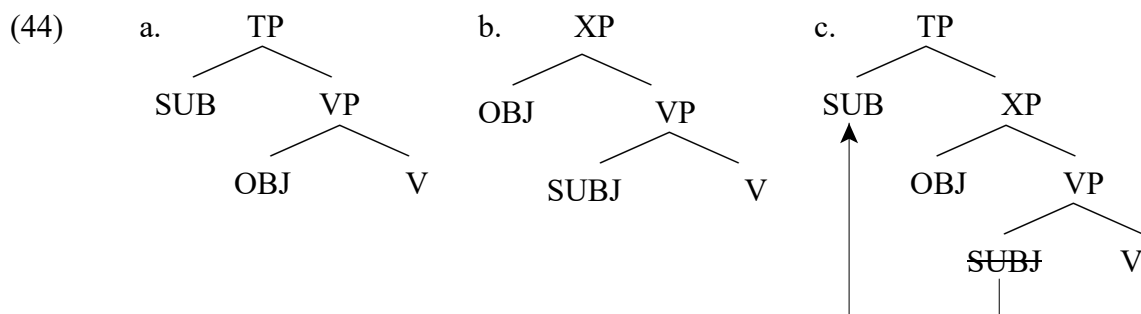 (44) a. TP b. XP c. TP
SUB VP OBJ VP SUB XP
OBJ V SUBJ V OBJ VP
SUBJ V